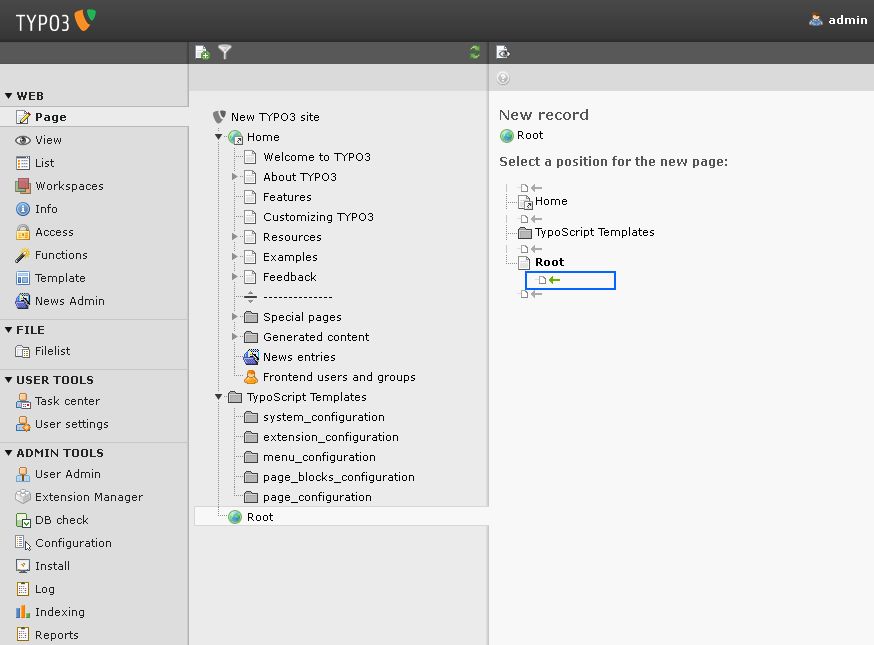 TYPO3
admin
WEB
Page
View
List
Workspaces
Info
Access
Functions
Template
News Admin
FILE
Filelist
USER TOOLS
Task center
User settings
ADMIN TOOLS
User Admin
Extension Manager
DB check
Configuration
Install
Log
Indexing
Reports
New TYPO3 site
Home
Welcome to TYPO3
About TYPO3
Features
Customizing TYPO3
Resources
Examples
Feedback
--------------
Special pages
Generated content
News entries
Frontend users and groups
TypoScript Templates
system_configuration
extension_configuration
menu_configuration
page_blocks_configuration
page_configuration
Root
New record
Root
Select a position for the new page:
Home
TypoScript Templates
Root